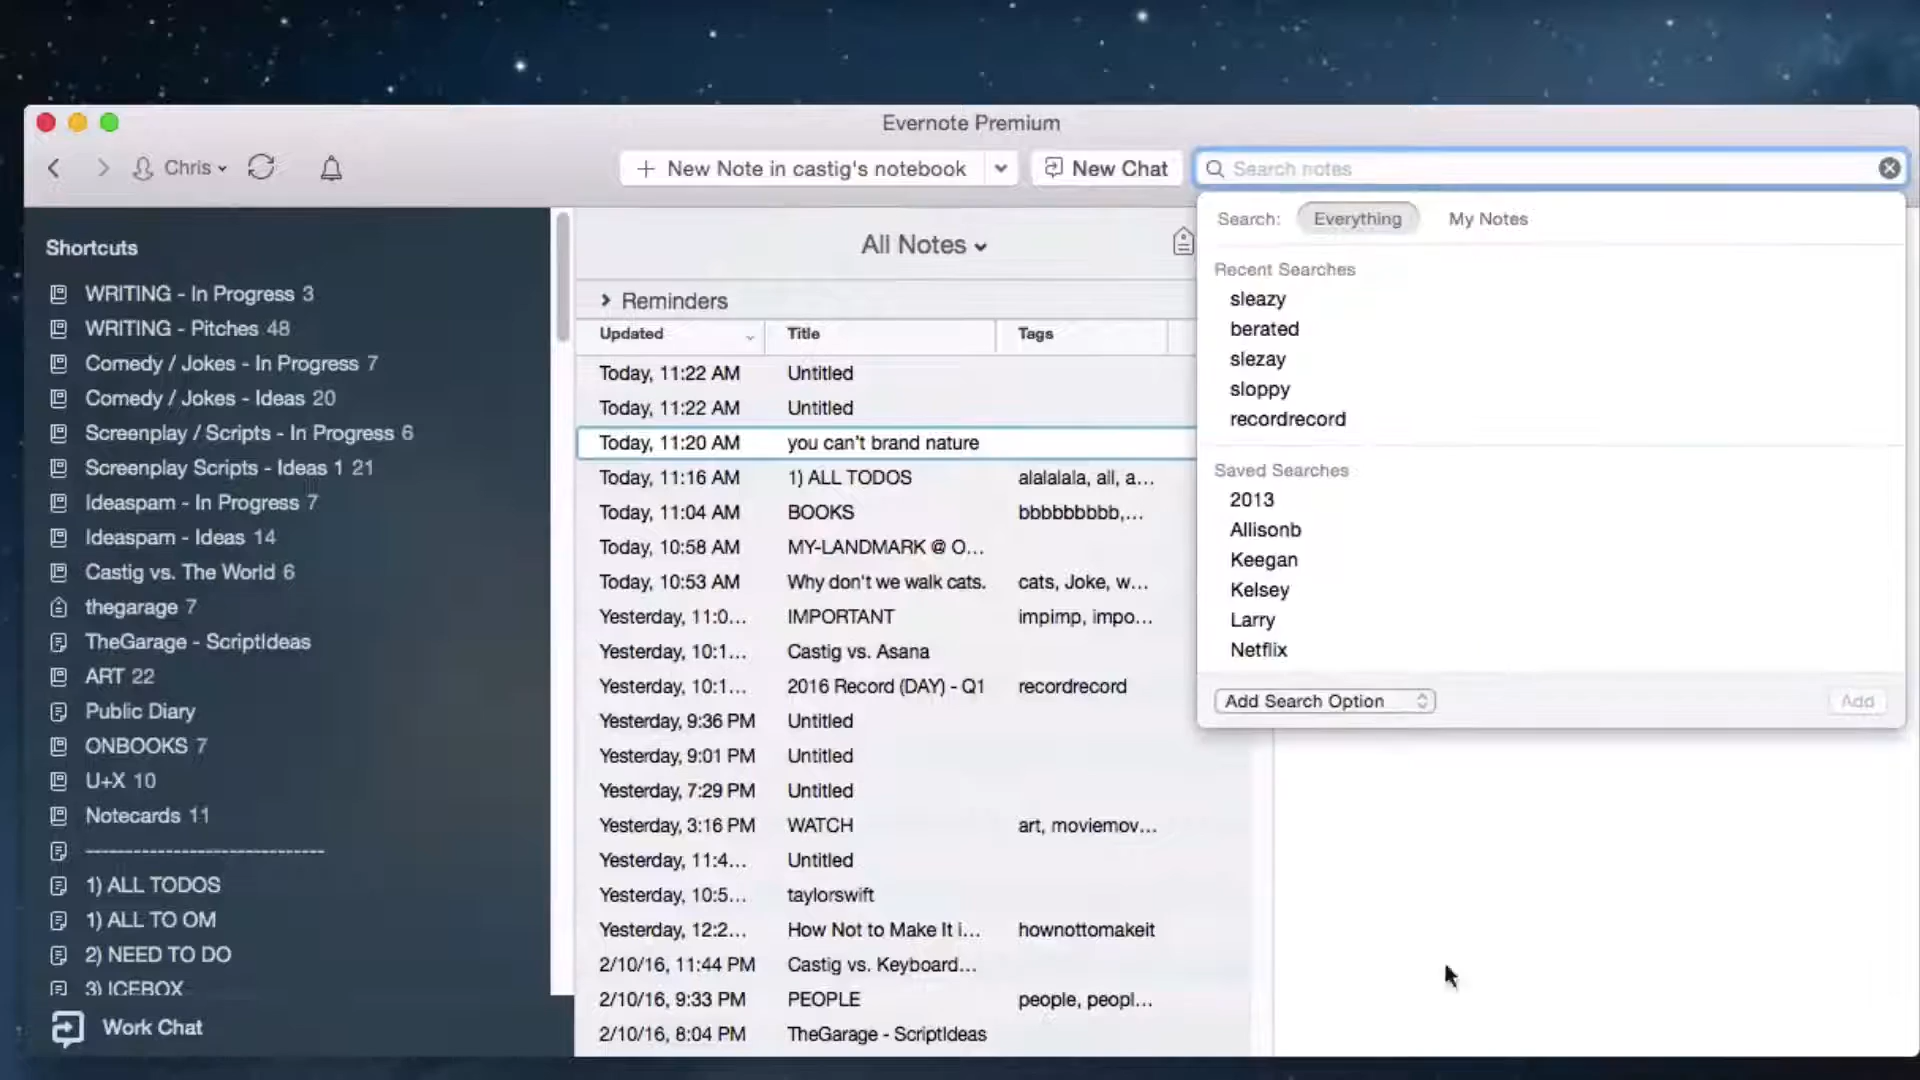 Evernote Premium
Chris
New Note in castig's notebook
New Chat
Search notes
Shortcuts
WRITING - In Progress 3
WRITING - Pitches 48
Comedy / Jokes - In Progress 7
Comedy / Jokes - Ideas 20
Screenplay / Scripts - In Progress 6
Screenplay Scripts - Ideas 1 21
Ideaspam - In Progress 7
Ideaspam - Ideas 14
Castig vs. The World 6
thegarage 7
TheGarage - ScriptIdeas
ART 22
Public Diary
ONBOOKS 7
U+X 10
Notecards 11
------------------------------
1) ALL TODOS
1) ALL TO OM
2) NEED TO DO
3) ICEBOX
Work Chat
All Notes
Reminders
Updated Title Tags
Today, 11:22 AM Untitled
Today, 11:22 AM Untitled
Today, 11:20 AM you can't brand nature
Today, 11:16 AM 1) ALL TODOS alalalala, all, a...
Today, 11:04 AM BOOKS bbbbbbbbb,...
Today, 10:58 AM MY-LANDMARK @ O...
Today, 10:53 AM Why don't we walk cats. cats, Joke, w...
Yesterday, 11:0... IMPORTANT impimp, impo...
Yesterday, 10:1... Castig vs. Asana
Yesterday, 10:1... 2016 Record (DAY) - Q1 recordrecord
Yesterday, 9:36 PM Untitled
Yesterday, 9:01 PM Untitled
Yesterday, 7:29 PM Untitled
Yesterday, 3:16 PM WATCH art, moviemov...
Yesterday, 11:4... Untitled
Yesterday, 10:5... taylorswift
Yesterday, 12:2... How Not to Make It i... hownottomakeit
2/10/16, 11:44 PM Castig vs. Keyboard...
2/10/16, 9:33 PM PEOPLE people, peopl...
2/10/16, 8:04 PM TheGarage - ScriptIdeas
Search: Everything My Notes
Recent Searches
sleazy
berated
slezay
sloppy
recordrecord
Saved Searches
2013
Allisonb
Keegan
Kelsey
Larry
Netflix
Add Search Option
Add